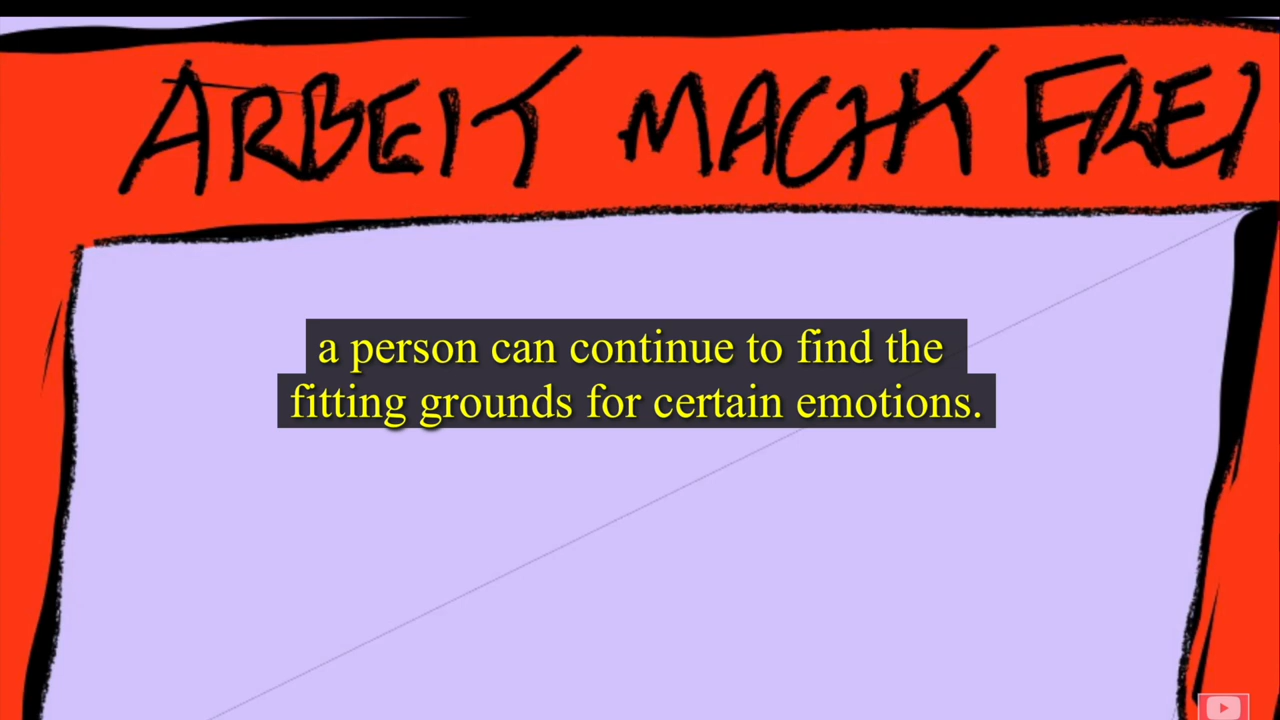 ARBEIT MACHT FREI
a person can continue to find the
fitting grounds for certain emotions.